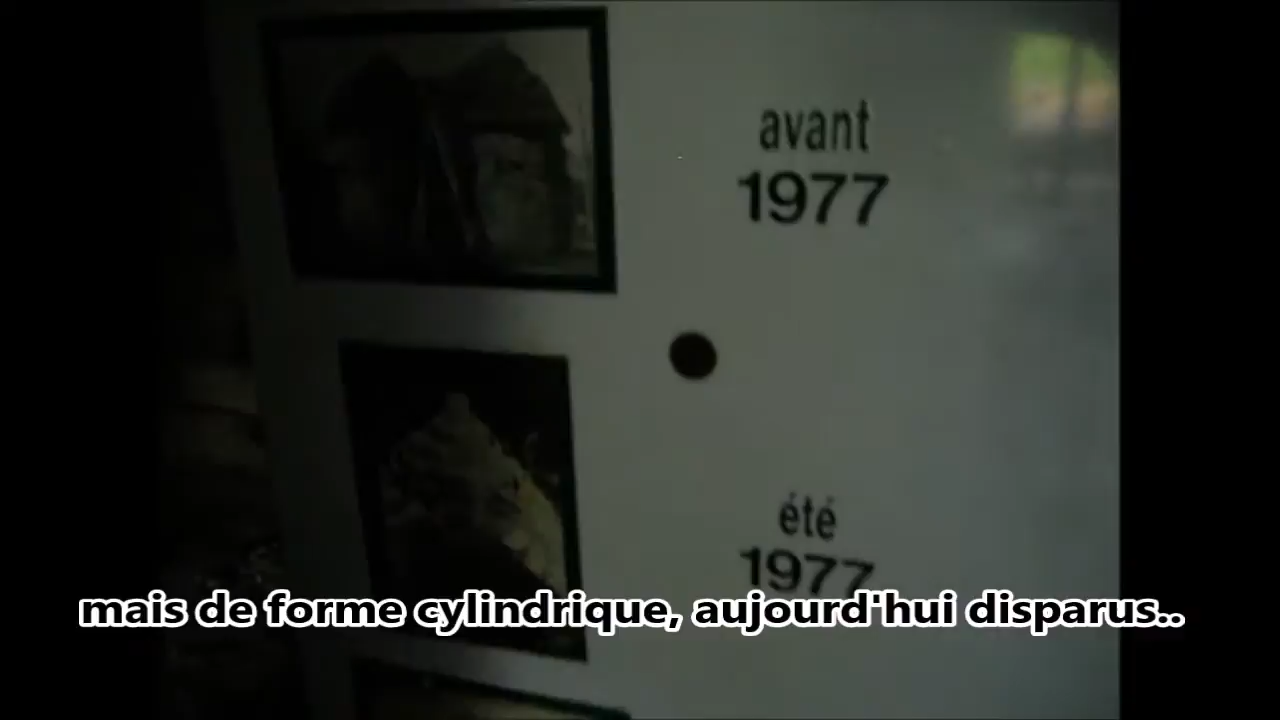 avant
1977
été
1977
mais de forme cylindrique, aujourd'hui disparus..